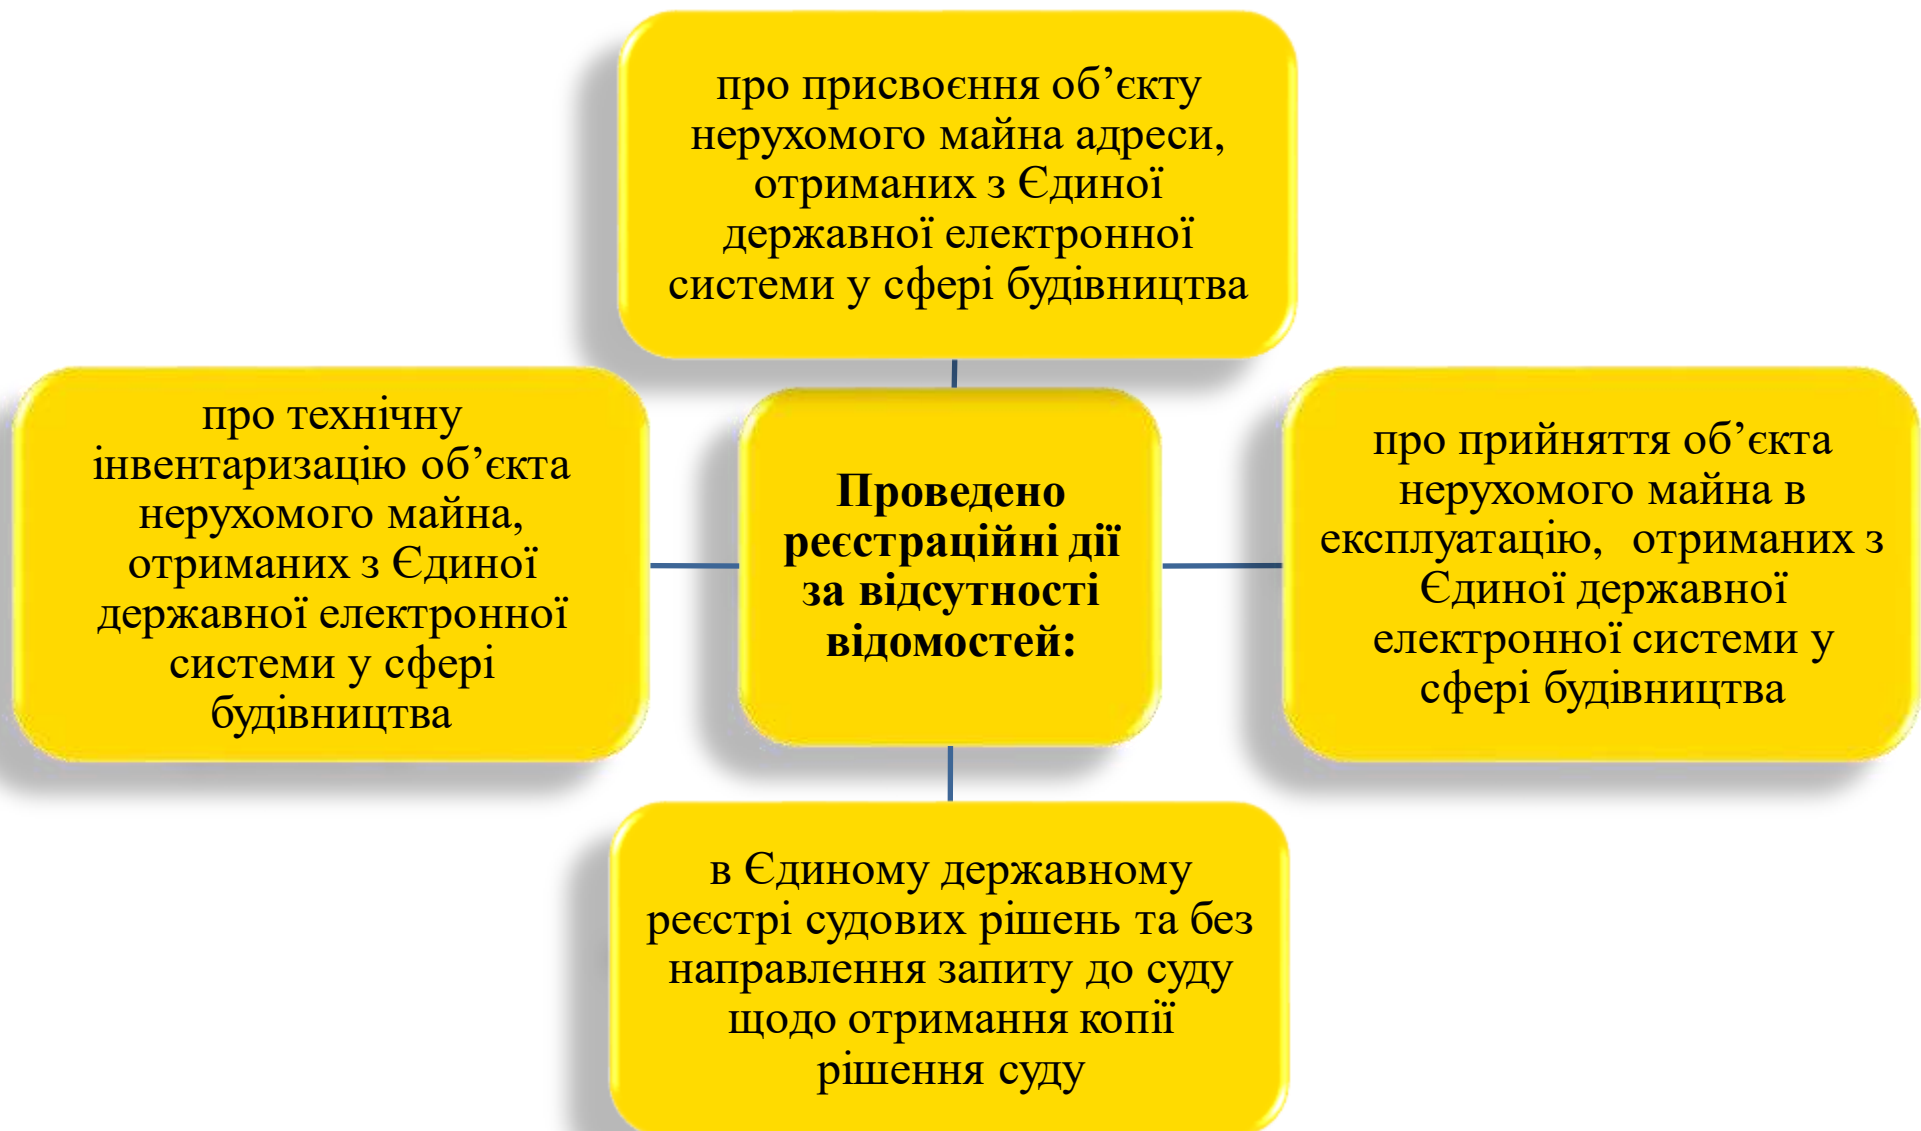 про присвоєння об’єкту
нерухомого майна адреси,
отриманих з Єдиної
державної електронної
системи у сфері будівництва
про технічну
інвентаризацію об’єкта
нерухомого майна,
отриманих з Єдиної
державної електронної
системи у сфері
будівництва
Проведено
реєстраційні дії
за відсутності
відомостей:
про прийняття об’єкта
нерухомого майна в
експлуатацію, отриманих з
Єдиної державної
електронної системи у
сфері будівництва
в Єдиному державному
реєстрі судових рішень та без
направлення запиту до суду
щодо отримання копії
рішення суду